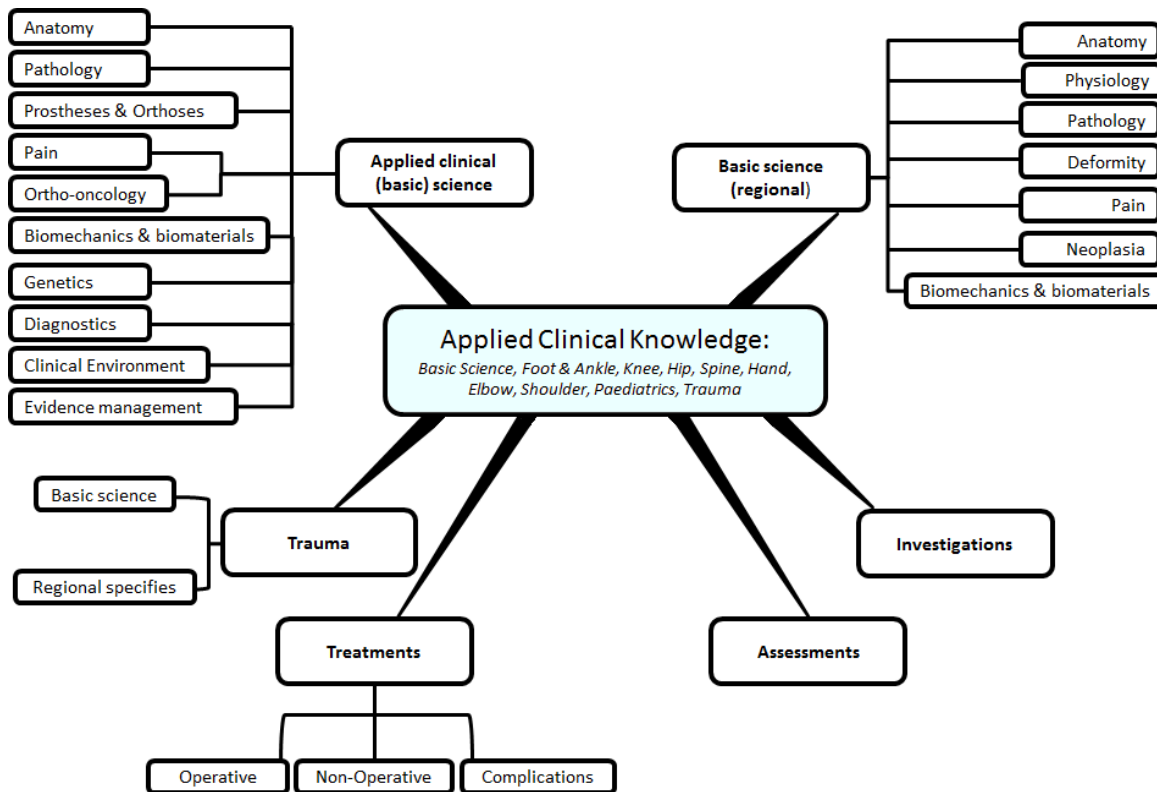 Anatomy
Pathology
Prostheses & Orthoses
Pain
Ortho-oncology
Biomechanics & biomaterials
Genetics
Diagnostics
Clinical Environment
Evidence management
Applied clinical
(basic) science
Basic science
(regional)
Anatomy
Physiology
Pathology
Deformity
Pain
Neoplasia
Biomechanics & biomaterials
Applied Clinical Knowledge:
Basic Science, Foot & Ankle, Knee, Hip, Spine, Hand,
Elbow, Shoulder, Paediatrics, Trauma
Basic science
Regional specifies
Trauma
Investigations
Treatments
Assessments
Operative
Non-Operative
Complications